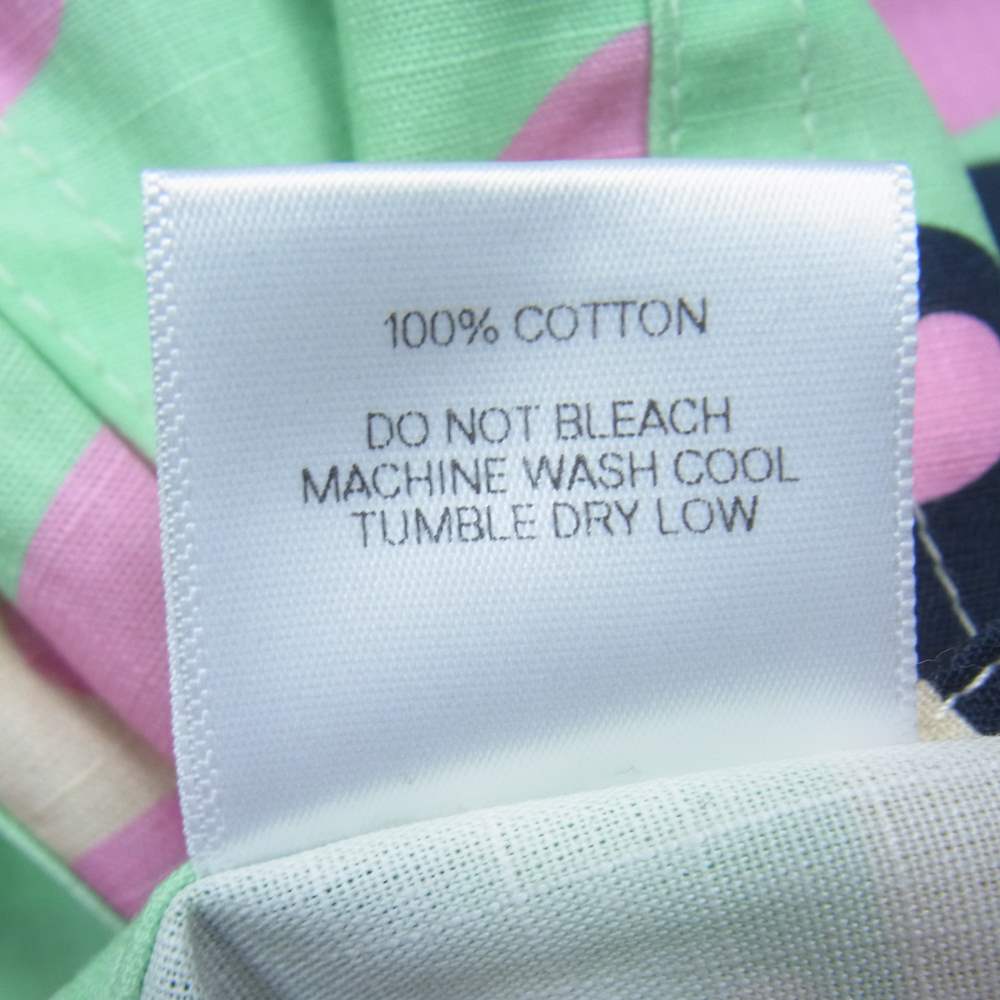 100% COTTON
DO NOT BLEACH
MACHINE WASH COOL
TUMBLE DRY LOW